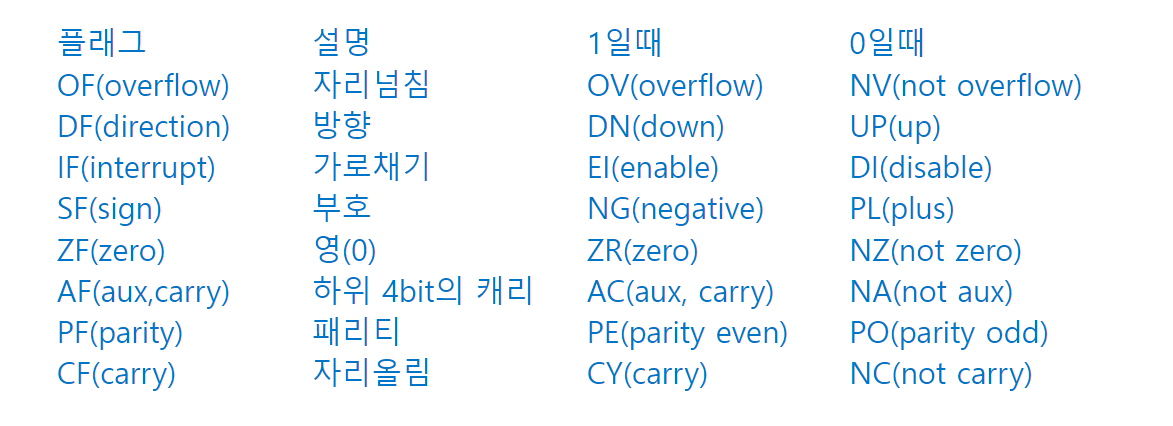 플래그 설명 1일때 0일때
OF(overflow) 자리넘침 OV(overflow) NV(not overflow)
DF(direction) 방향 DN(down) UP(up)
IF(interrupt) 가로채기 EI(enable) DI(disable)
SF(sign) 부호 NG(negative) PL(plus)
ZF(zero) 영(0) ZR(zero) NZ(not zero)
AF(aux,carry) 하위 4bit의 캐리 AC(aux, carry) NA(not aux)
PF(parity) 패리티 PE(parity even) PO(parity odd)
CF(carry) 자리올림 CY(carry) NC(not carry)